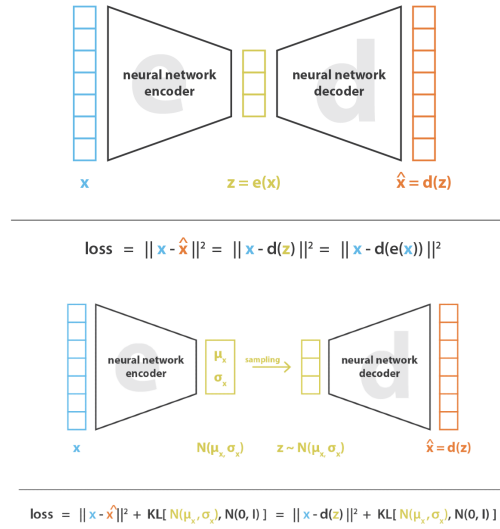 e
neural network
encoder
d
neural network
decoder
x
z = e(x)
x̂ = d(z)
loss = || x - x̂ ||² = || x - d(z) ||² = || x - d(e(x)) ||²
e
neural network
encoder
μₓ
σₓ
sampling
d
neural network
decoder
x
N(μₓ, σₓ)
z ~ N(μₓ, σₓ)
x̂ = d(z)
loss = || x - x̂ ||² + KL[ N(μₓ, σₓ), N(0, I) ] = || x - d(z) ||² + KL[ N(μₓ, σₓ), N(0, I) ]